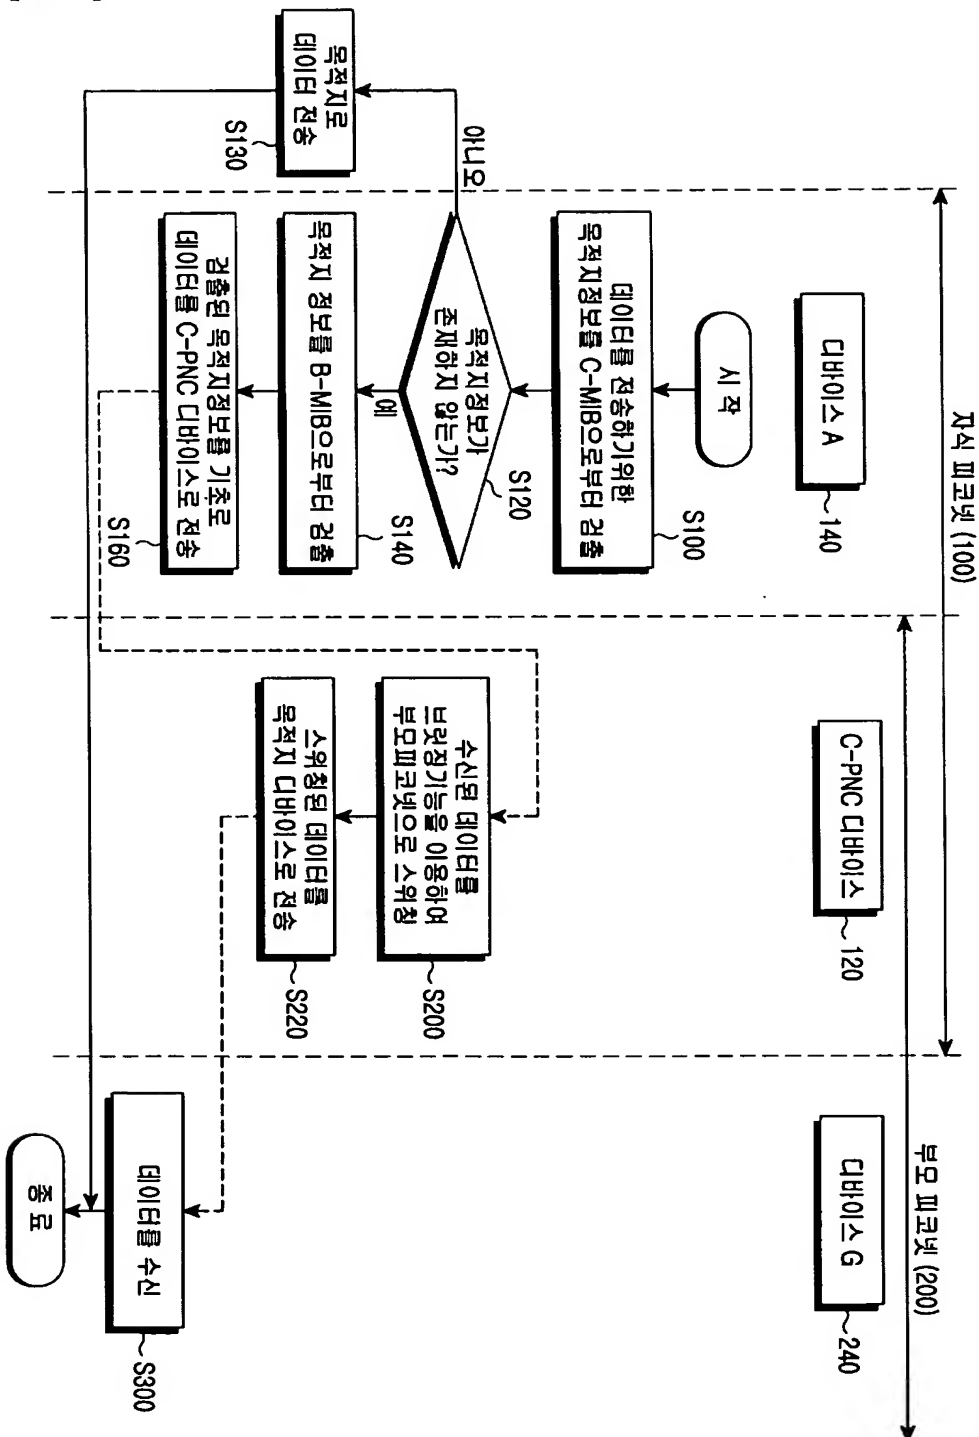 자식 피코넷 (100)
부모 피코넷 (200)
디바이스 A
140
C-PNC 디바이스
120
디바이스 G
240
시 작
데이터를 전송하기위한
목적지정보를 C-MIB으로부터 검출
S100
목적지정보가
존재하지 않는가?
S120
아니오
예
목적지로
데이터 전송
S130
목적지 정보를 B-MIB으로부터 검출
S140
검출된 목적지정보를 기초로
데이터를 C-PNC 디바이스로 전송
S160
수신된 데이터를
브릿징기능을 이용하여
부모피코넷으로 스위칭
S200
스위칭된 데이터를
목적지 디바이스로 전송
S220
데이터를 수신
S300
종 료